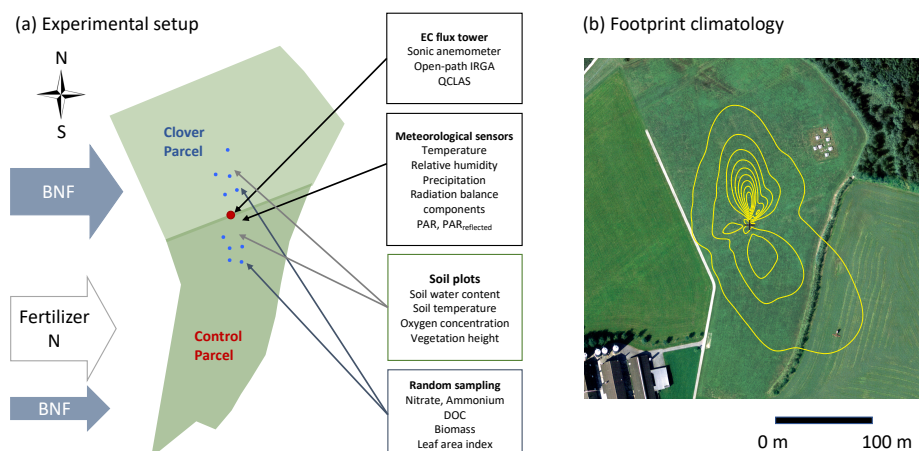 (a) Experimental setup
N
S
BNF
Fertilizer
N
BNF
Clover
Parcel
Control
Parcel
EC flux tower
Sonic anemometer
Open-path IRGA
QCLAS
Meteorological sensors
Temperature
Relative humidity
Precipitation
Radiation balance
components
PAR, PARreflected
Soil plots
Soil water content
Soil temperature
Oxygen concentration
Vegetation height
Random sampling
Nitrate, Ammonium
DOC
Biomass
Leaf area index
(b) Footprint climatology
0 m 100 m